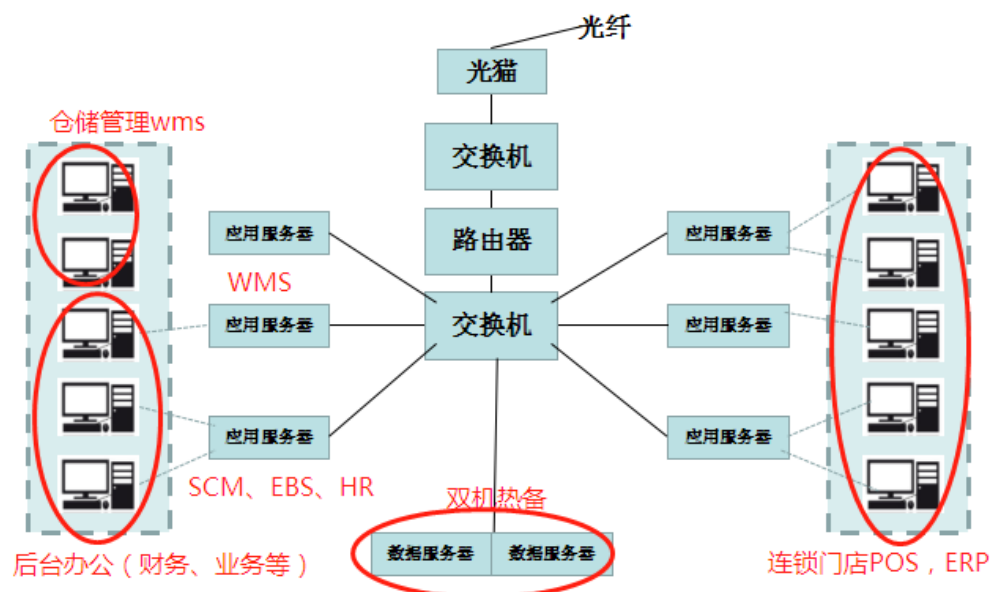 光纤
光猫
仓储管理wms
交换机
路由器
应用服务器
应用服务器
WMS
交换机
应用服务器
应用服务器
应用服务器
应用服务器
SCM、EBS、HR
双机热备
数据服务器 数据服务器
后台办公（财务、业务等）
连锁门店POS，ERP